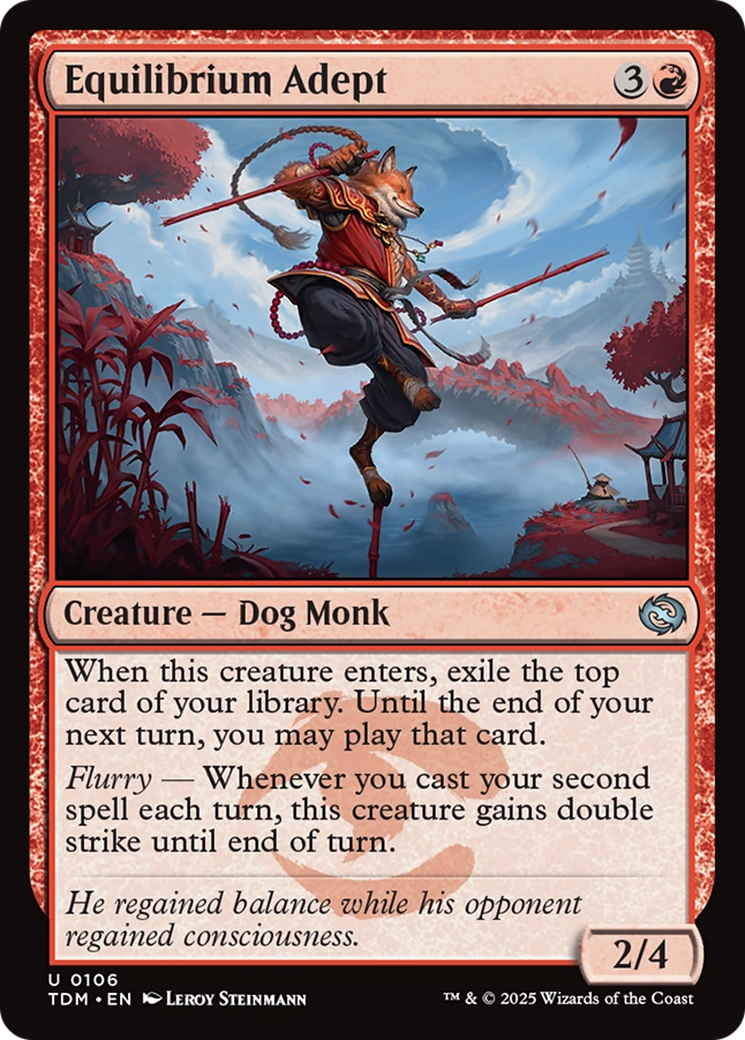 Equilibrium Adept
3
Creature — Dog Monk
When this creature enters, exile the top
card of your library. Until the end of your
next turn, you may play that card.
Flurry — Whenever you cast your second
spell each turn, this creature gains double
strike until end of turn.
He regained balance while his opponent
regained consciousness.
2/4
U 0106
TDM • EN Leroy Steinmann
™ & © 2025 Wizards of the Coast